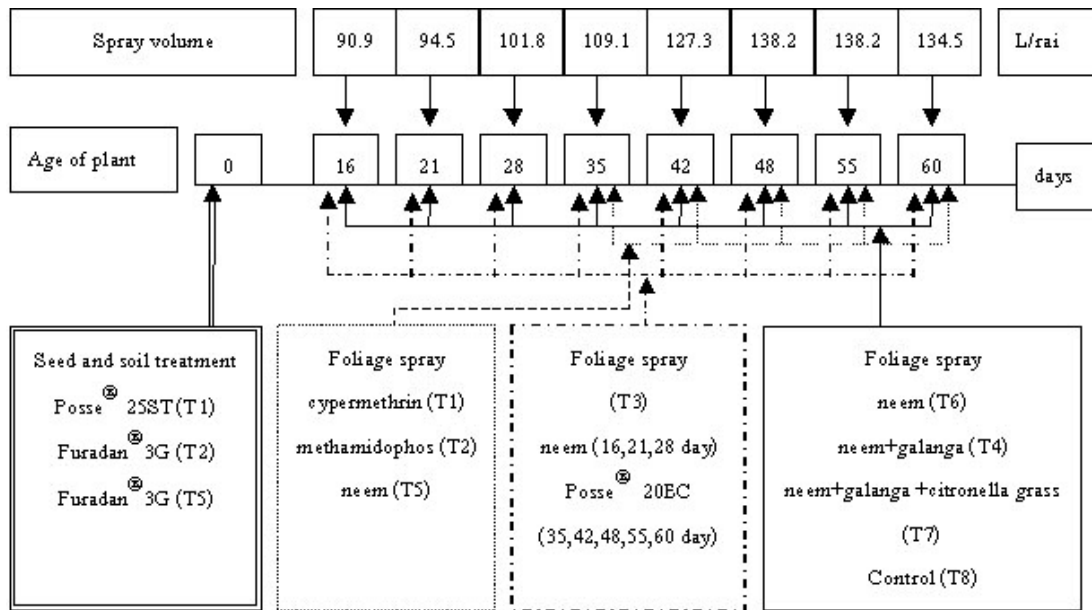 Spray volume 90.9 94.5 101.8 109.1 127.3 138.2 138.2 134.5 L/rai
Age of plant 0 16 21 28 35 42 48 55 60 days
Seed and soil treatment
Posse® 25ST (T1)
Furadan® 3G (T2)
Furadan® 3G (T5)
Foliage spray
cypermethrin (T1)
methamidophos (T2)
neem (T5)
Foliage spray
(T3)
neem (16,21,28 day)
Posse® 20EC
(35,42,48,55,60 day)
Foliage spray
neem (T6)
neem+galanga (T4)
neem+galanga +citronella grass
(T7)
Control (T8)